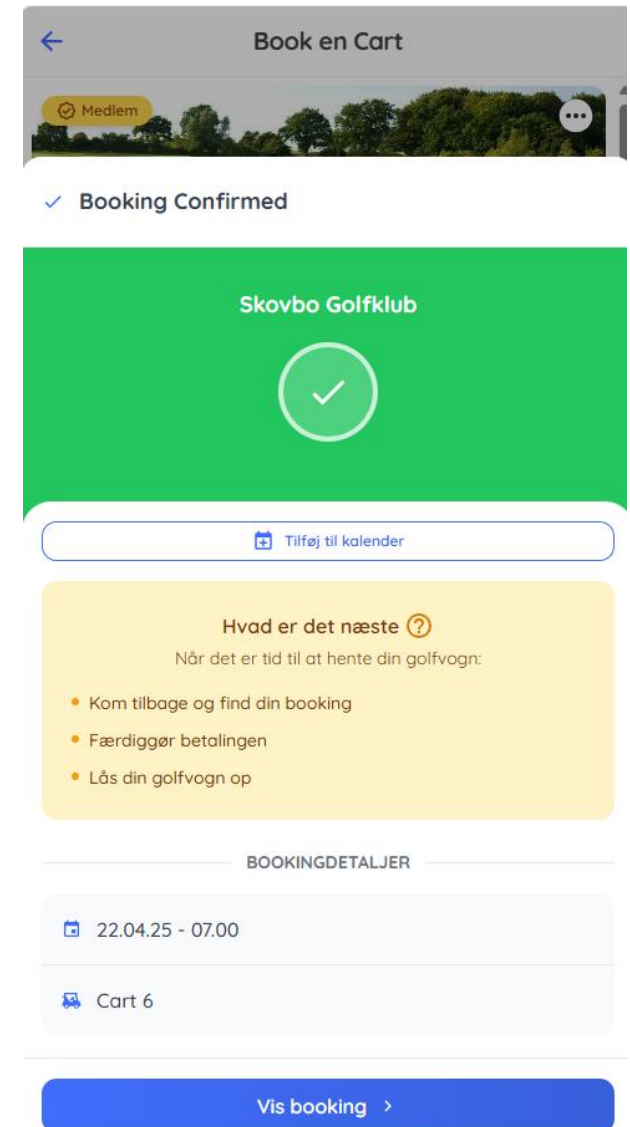 Book en Cart
Medlem
Booking Confirmed
Skovbo Golfklub
Tilføj til kalender
Hvad er det næste
Når det er tid til at hente din golfvogn:
Kom tilbage og find din booking
Færdiggør betalingen
Lås din golfvogn op
BOOKINGDETALJER
22.04.25 - 07.00
Cart 6
Vis booking